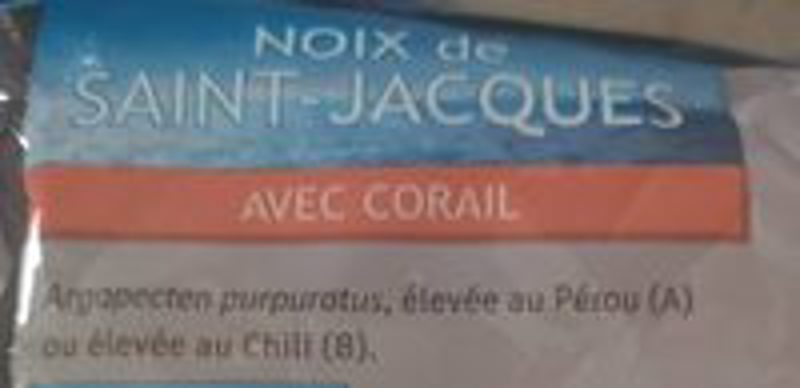 NOIX de
SAINT-JACQUES
AVEC CORAIL
Argopecten purpuratus, élevée au Pérou (A)
ou élevée au Chili (B).